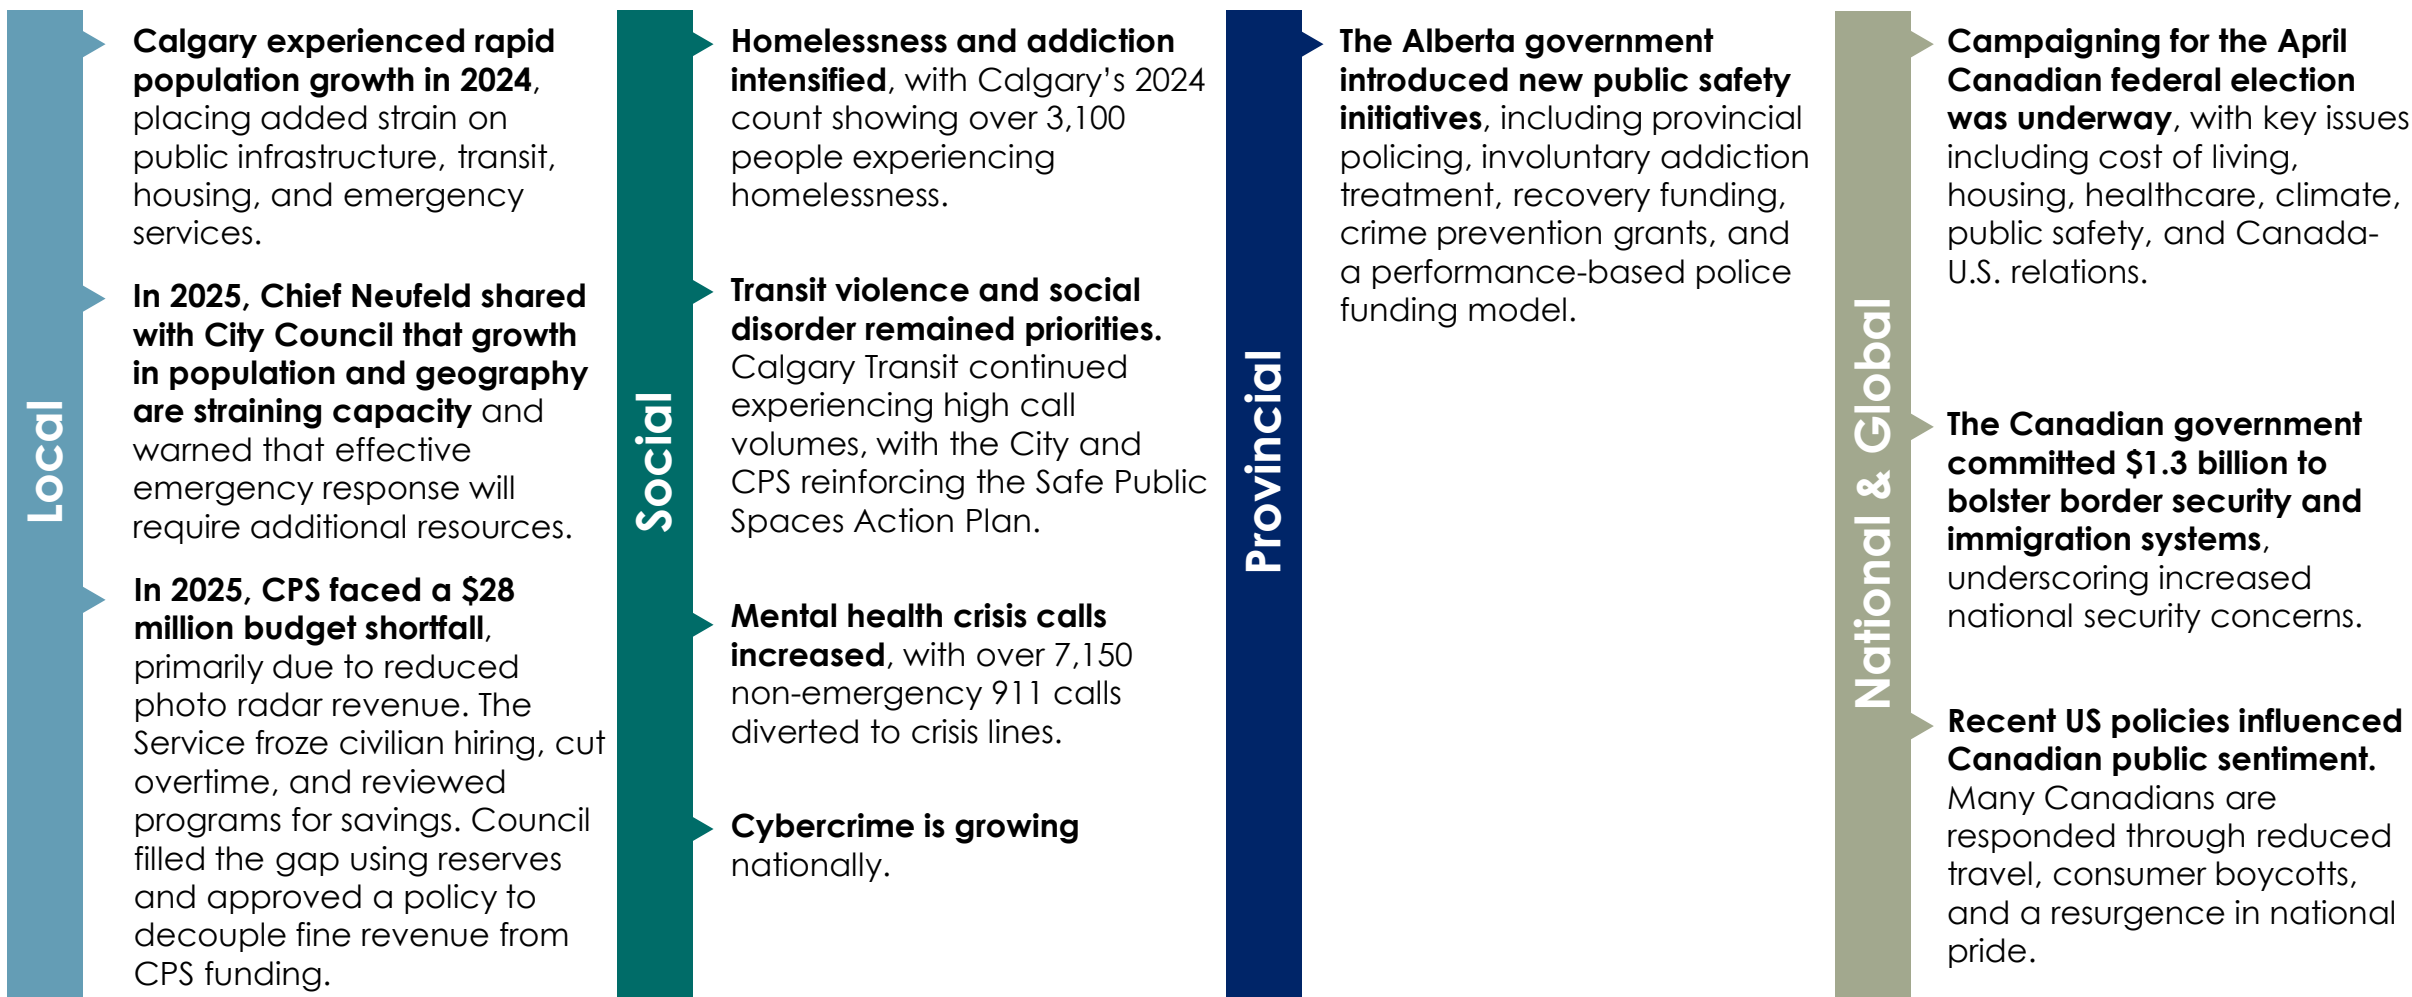 Local
Calgary experienced rapid
population growth in 2024,
placing added strain on
public infrastructure, transit,
housing, and emergency
services.
In 2025, Chief Neufeld shared
with City Council that growth
in population and geography
are straining capacity and
warned that effective
emergency response will
require additional resources.
In 2025, CPS faced a $28
million budget shortfall,
primarily due to reduced
photo radar revenue. The
Service froze civilian hiring, cut
overtime, and reviewed
programs for savings. Council
filled the gap using reserves
and approved a policy to
decouple fine revenue from
CPS funding.
Social
Homelessness and addiction
intensified, with Calgary’s 2024
count showing over 3,100
people experiencing
homelessness.
Transit violence and social
disorder remained priorities.
Calgary Transit continued
experiencing high call
volumes, with the City and
CPS reinforcing the Safe Public
Spaces Action Plan.
Mental health crisis calls
increased, with over 7,150
non-emergency 911 calls
diverted to crisis lines.
Cybercrime is growing
nationally.
Provincial
The Alberta government
introduced new public safety
initiatives, including provincial
policing, involuntary addiction
treatment, recovery funding,
crime prevention grants, and
a performance-based police
funding model.
National & Global
Campaigning for the April
Canadian federal election
was underway, with key issues
including cost of living,
housing, healthcare, climate,
public safety, and Canada-
U.S. relations.
The Canadian government
committed $1.3 billion to
bolster border security and
immigration systems,
underscoring increased
national security concerns.
Recent US policies influenced
Canadian public sentiment.
Many Canadians are
responded through reduced
travel, consumer boycotts,
and a resurgence in national
pride.